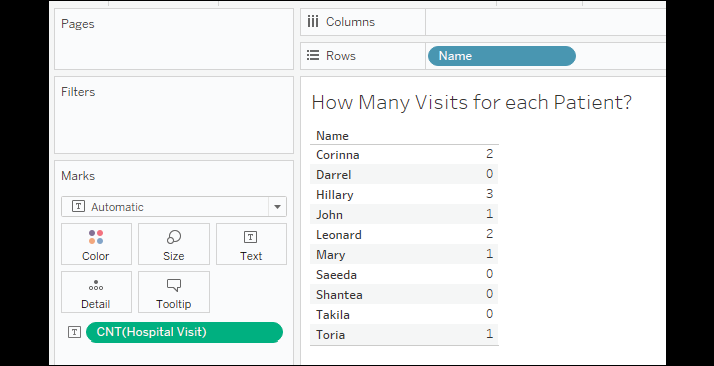 Pages
Columns
Rows Name
Filters
How Many Visits for each Patient?
Name
Corinna 2
Darrel 0
Hillary 3
John 1
Leonard 2
Mary 1
Saeeda 0
Shantea 0
Takila 0
Toria 1
Marks
T Automatic
Color Size T Text
Detail Tooltip
T CNT(Hospital Visit)